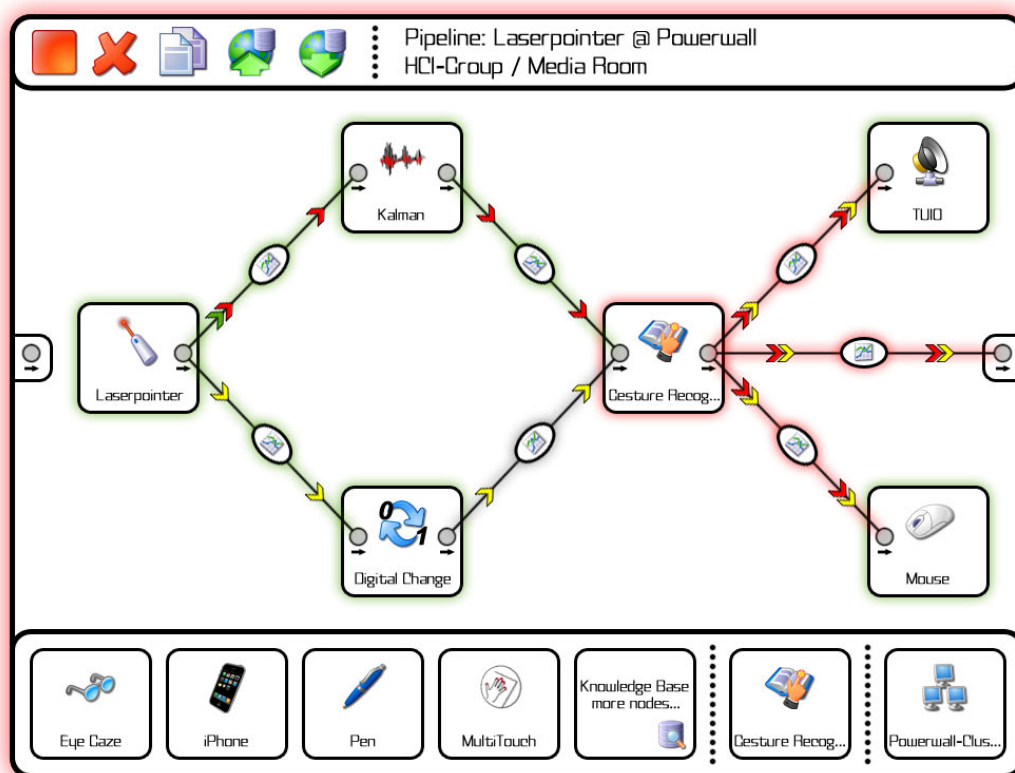 Pipeline: Laserpointer @ Powerwall
HCI-Group / Media Room
Kalman
TUIO
Laserpointer
Gesture Recog...
0
1
Digital Change
Mouse
Eye Gaze
iPhone
Pen
MultiTouch
Knowledge Base
more nodes...
Gesture Recog...
Powerwall-Clus...